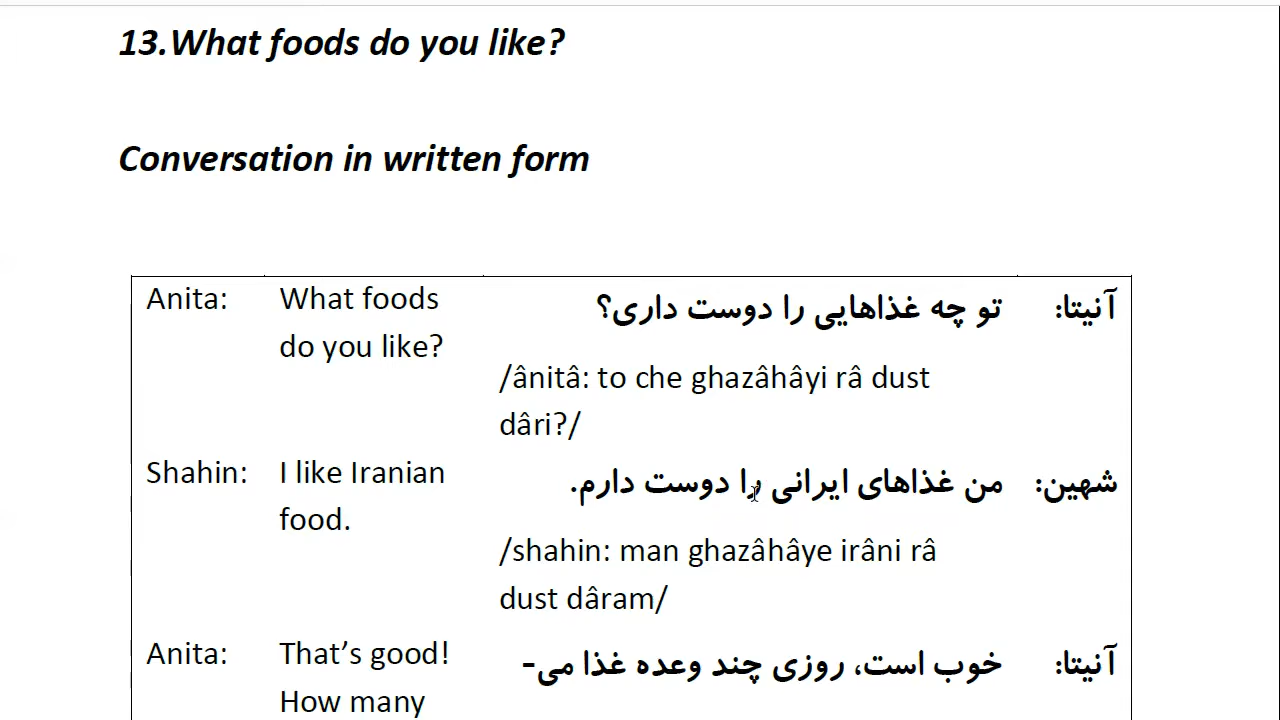 13.What foods do you like?
Conversation in written form
Anita:
What foods
do you like?
تو چه غذاهایی را دوست داری؟
/ânitâ: to che ghazâhâyi râ dust
dâri?/
آنیتا:
Shahin:
I like Iranian
food.
من غذاهای ایرانی را دوست دارم.
/shahin: man ghazâhâye irâni râ
dust dâram/
شهین:
Anita:
That’s good!
How many
خوب است، روزی چند وعده غذا می-
آنیتا: